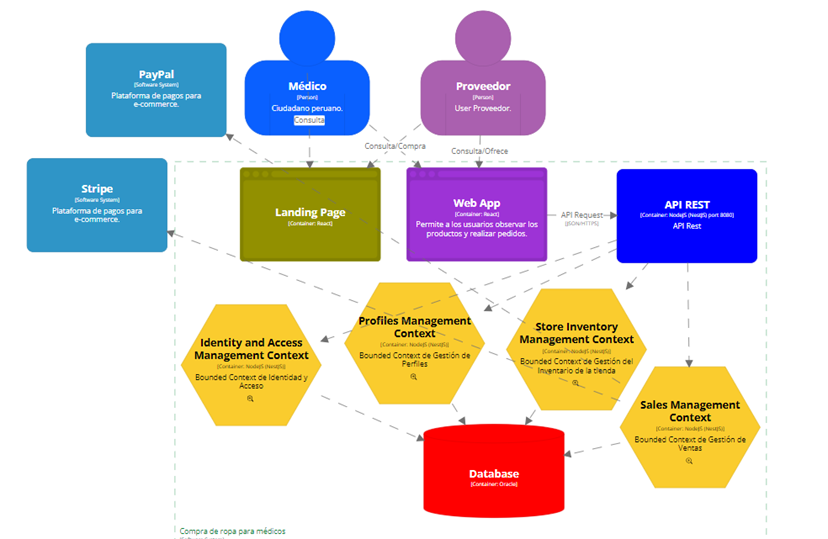 PayPal
[Software System]
Plataforma de pagos para
e-commerce.
Médico
[Person]
Ciudadano peruano.
Consulta
Proveedor
[Person]
User Proveedor.
Consulta/Compra
Consulta/Ofrece
Stripe
[Software System]
Plataforma de pagos para
e-commerce.
Landing Page
[Container: React]
Web App
[Container: React]
Permite a los usuarios observar los
productos y realizar pedidos.
API Request
[JSON/HTTPS]
API REST
[Container: NodeJS (NestJS) port 8080]
API Rest
Identity and Access
Management Context
[Container: NodeJS (NestJS)]
Bounded Context de Identidad y
Acceso
Profiles Management
Context
[Container: NodeJS (NestJS)]
Bounded Context de Gestión de
Perfiles
Store Inventory
Management Context
[Container: NodeJS (NestJS)]
Bounded Context de Gestión del
Inventario de la tienda
Sales Management
Context
[Container: NodeJS (NestJS)]
Bounded Context de Gestión de
Ventas
Database
[Container: Oracle]
Compra de ropa para médicos